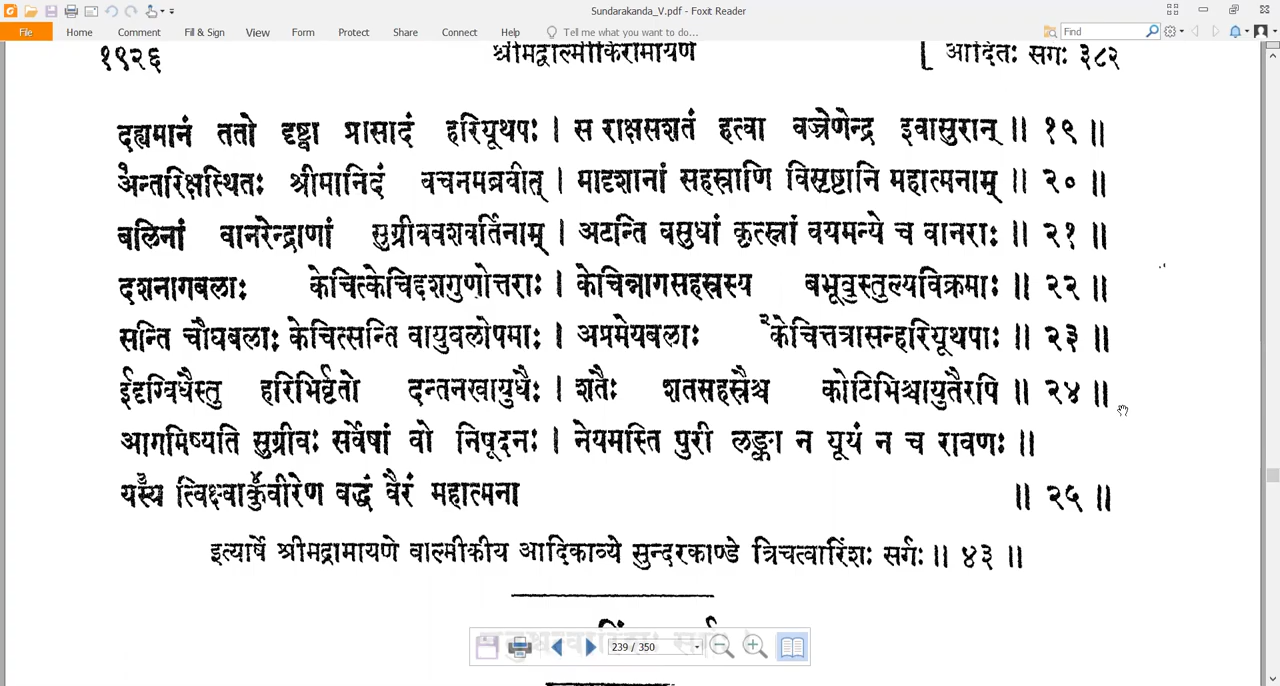 Sundarakanda_V.pdf - Foxit Reader
File Home Comment Fill & Sign View Form Protect Share Connect Help Tell me what you want to do... Find
१९२६ श्रीमद्वाल्मीकिरामायणे [ आदितः सर्गः ३८२
दह्यमानं ततो दृष्ट्वा प्रासादं हरियूथपः । स राक्षसशतं हत्वा वज्रेणेन्द्र इवासुरान् ॥ १९ ॥
अन्तरिक्षस्थितः श्रीमानिदं वचनमब्रवीत् । मादृशानां सहस्राणि विसृष्टानि महात्मनाम् ॥ २० ॥
बलिनां वानरेन्द्राणां सुग्रीववशवर्तिनाम् । अटन्ति वसुधां कृत्स्नां वयमन्ये च वानराः ॥ २१ ॥
दशनागबलाः केचित्केचिद्दशगुणोत्तराः । केचिन्नागसहस्रस्य बभूवुस्तुल्यविक्रमाः ॥ २२ ॥
सन्ति चौघबलाः केचित्सन्ति वायुबलोपमाः । अप्रमेयबलाः २केचित्तत्रासन्हरियूथपाः ॥ २३ ॥
ईदृग्विधैस्तु हरिभिर्वृतो दन्तनखायुधैः । शतैः शतसहस्रैश्च कोटिभिश्चायुतैरपि ॥ २४ ॥
आगमिष्यति सुग्रीवः सर्वेषां वो निषूदनः । नेयमस्ति पुरी लङ्का न यूयं न च रावणः ॥
यस्य त्विक्ष्वाकुवीरेण बद्धं वैरं महात्मना ॥ २५ ॥
इत्यार्षे श्रीमद्रामायणे वाल्मीकीय आदिकाव्ये सुन्दरकाण्डे त्रिचत्वारिंशः सर्गः ॥ ४३ ॥
239 / 350